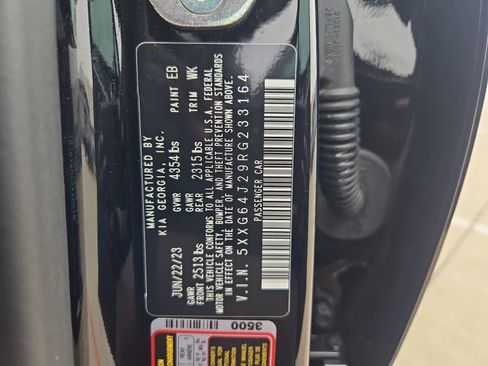 MANUFACTURED BY
KIA GEORGIA, INC.
JUN/22/23 GVWR 4354 lbs PAINT EB
GAWR FRONT 2513 lbs GAWR REAR 2315 lbs TRIM WK
THIS VEHICLE CONFORMS TO ALL APPLICABLE U.S.A. FEDERAL
MOTOR VEHICLE SAFETY, BUMPER, AND THEFT PREVENTION STANDARDS
IN EFFECT ON THE DATE OF MANUFACTURE SHOWN ABOVE.
V.I.N. 5XXG64J29RG233164
PASSENGER CAR
3500